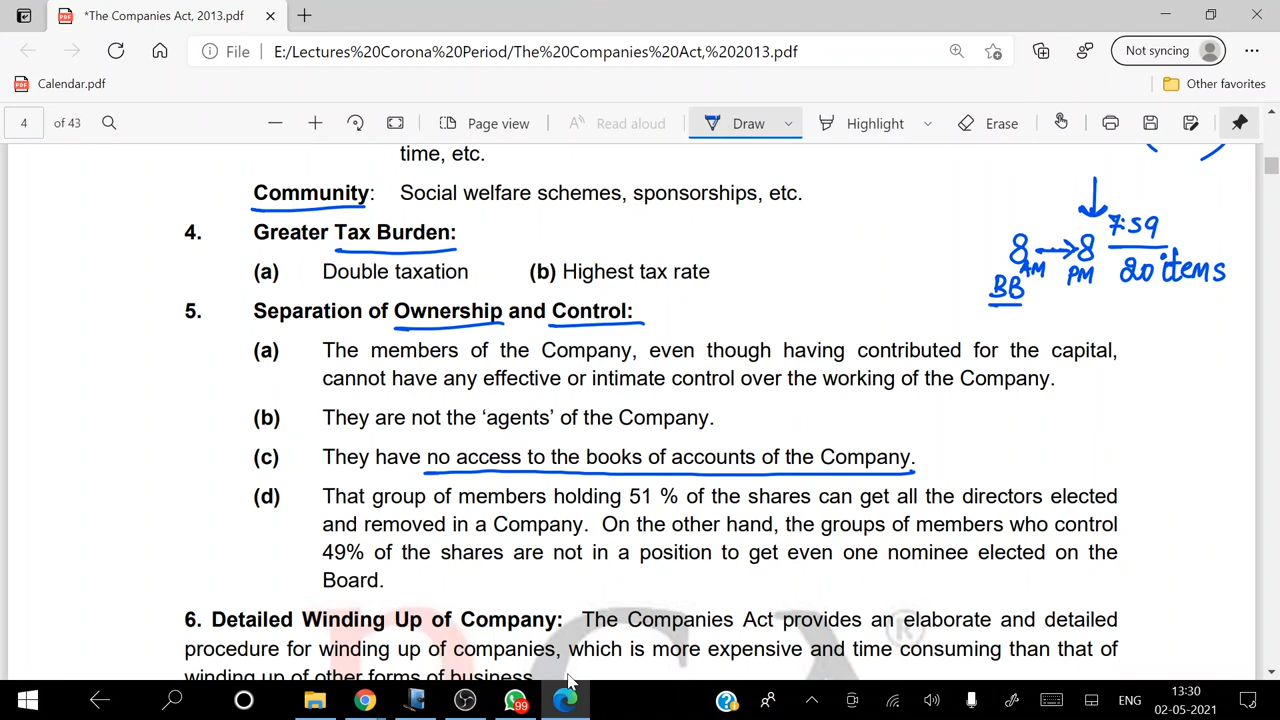 *The Companies Act, 2013.pdf
File E:/Lectures%20Corona%20Period/The%20Companies%20Act,%202013.pdf
Not syncing
Calendar.pdf
Other favorites
4 of 43
Page view
Read aloud
Draw
Highlight
Erase
time, etc.
Community: Social welfare schemes, sponsorships, etc.
4. Greater Tax Burden:
(a) Double taxation (b) Highest tax rate
7:59
8 AM 8 PM
20 items
BB
5. Separation of Ownership and Control:
(a) The members of the Company, even though having contributed for the capital,
cannot have any effective or intimate control over the working of the Company.
(b) They are not the ‘agents’ of the Company.
(c) They have no access to the books of accounts of the Company.
(d) That group of members holding 51 % of the shares can get all the directors elected
and removed in a Company. On the other hand, the groups of members who control
49% of the shares are not in a position to get even one nominee elected on the
Board.
6. Detailed Winding Up of Company: The Companies Act provides an elaborate and detailed
procedure for winding up of companies, which is more expensive and time consuming than that of
winding up of other forms of business.
99
ENG
13:30
02-05-2021